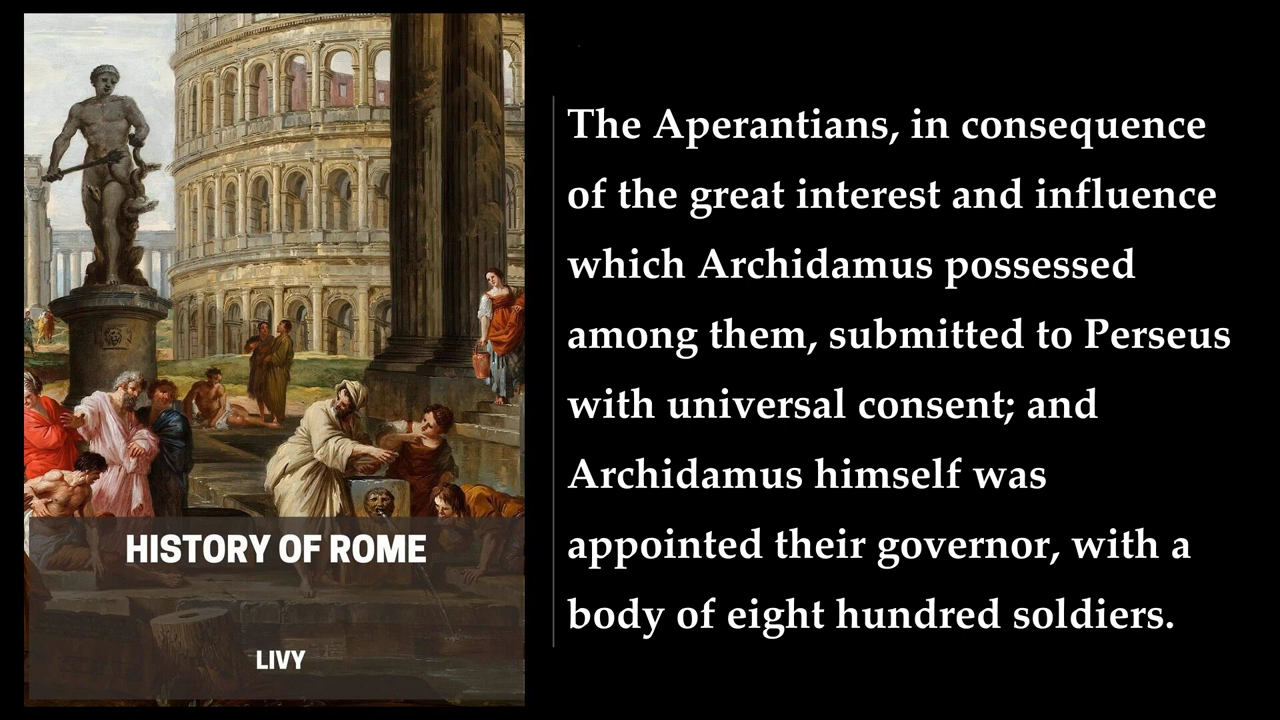 HISTORY OF ROME
LIVY
The Aperantians, in consequence
of the great interest and influence
which Archidamus possessed
among them, submitted to Perseus
with universal consent; and
Archidamus himself was
appointed their governor, with a
body of eight hundred soldiers.